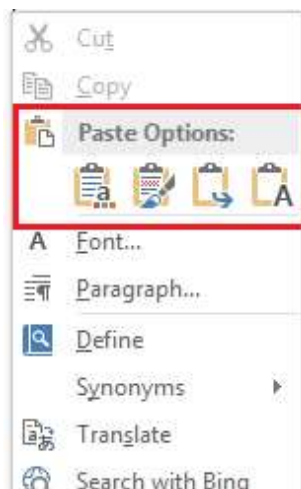 Cut
Copy
Paste Options:
Font...
Paragraph...
Define
Synonyms
Translate
Search with Bing